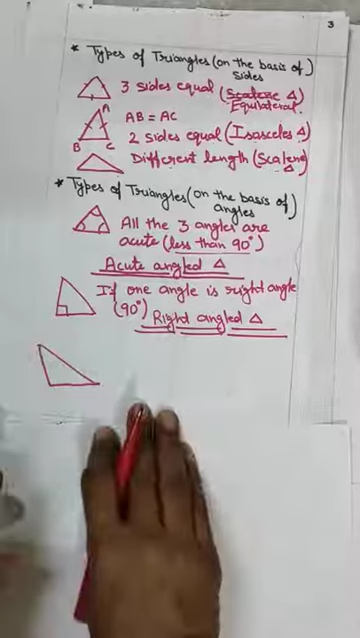 3
* Types of Triangles (on the basis of)
sides
3 sides equal (Scalene Δ)
Equilateral
A
AB = AC
2 sides equal (Isosceles Δ)
B C
Different length (Scalene
Δ)
* Types of Triangles (on the basis of)
angles
All the 3 angles are
acute (less than 90°)
Acute angled Δ
If one angle is right angle
(90°)
Right angled Δ